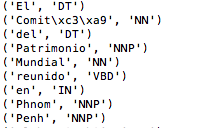 ('El', 'DT')
('Comit\xc3\xa9', 'NN')
('del', 'DT')
('Patrimonio', 'NNP')
('Mundial', 'NN')
('reunido', 'VBD')
('en', 'IN')
('Phnom', 'NNP')
('Penh', 'NNP')